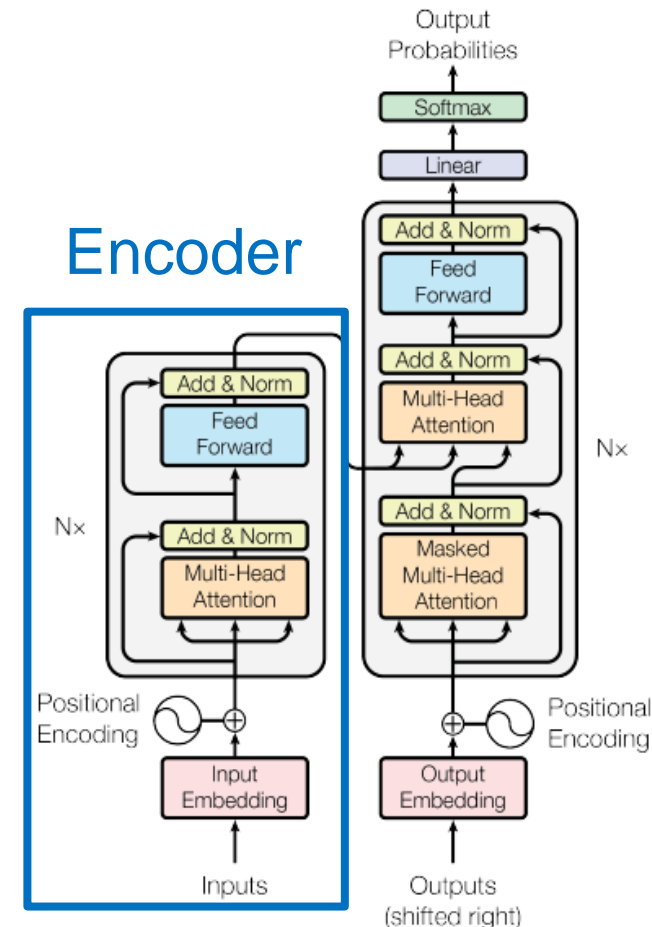 Output
Probabilities
Softmax
Linear
Add & Norm
Feed
Forward
Add & Norm
Multi-Head
Attention
Nx
Add & Norm
Masked
Multi-Head
Attention
Positional
Encoding
Output
Embedding
Outputs
(shifted right)
Encoder
Add & Norm
Feed
Forward
Nx
Add & Norm
Multi-Head
Attention
Positional
Encoding
Input
Embedding
Inputs